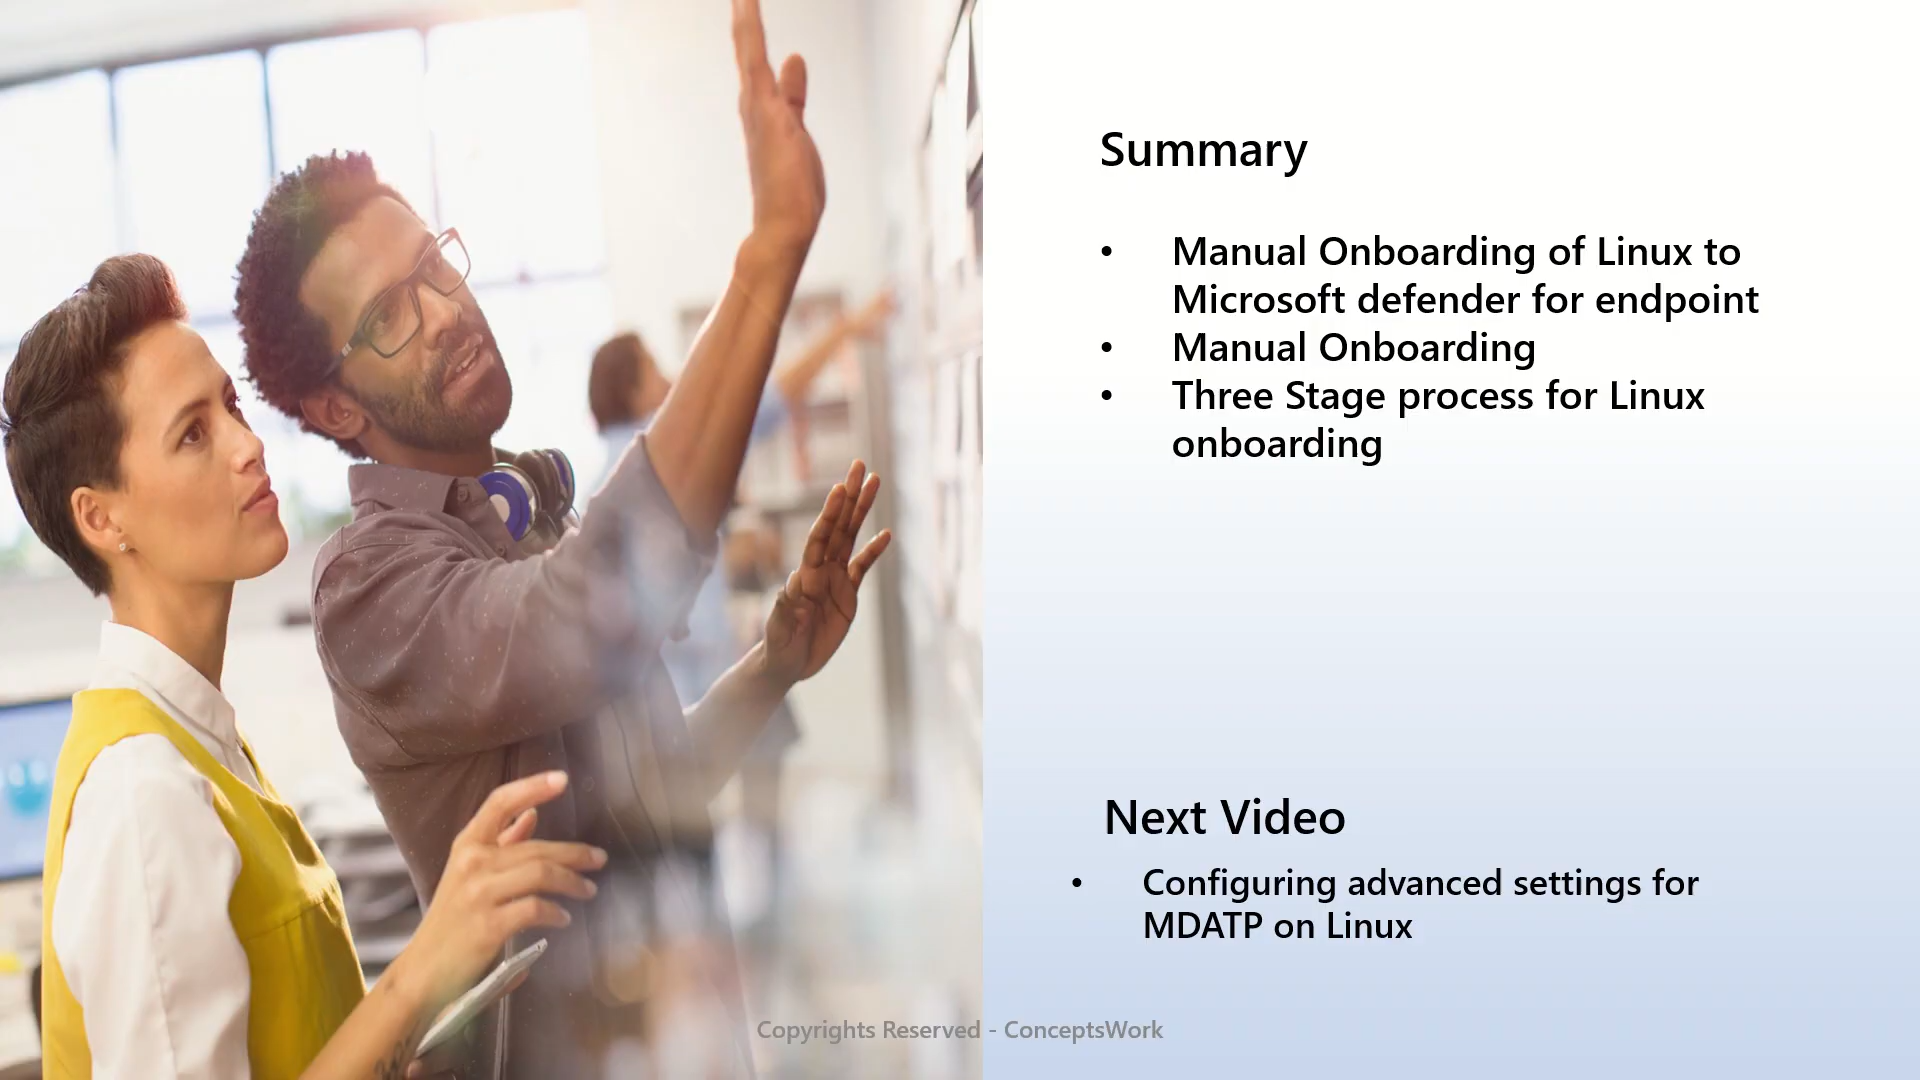 Summary
• Manual Onboarding of Linux to
Microsoft defender for endpoint
• Manual Onboarding
• Three Stage process for Linux
onboarding
Next Video
• Configuring advanced settings for
MDATP on Linux
Copyrights Reserved - ConceptsWork